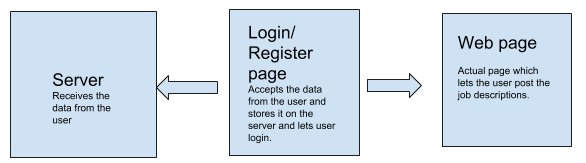 Server
Receives the
data from the
user
Login/
Register
page
Accepts the data
from the user and
stores it on the
server and lets user
login.
Web page
Actual page which
lets the user post the
job descriptions.